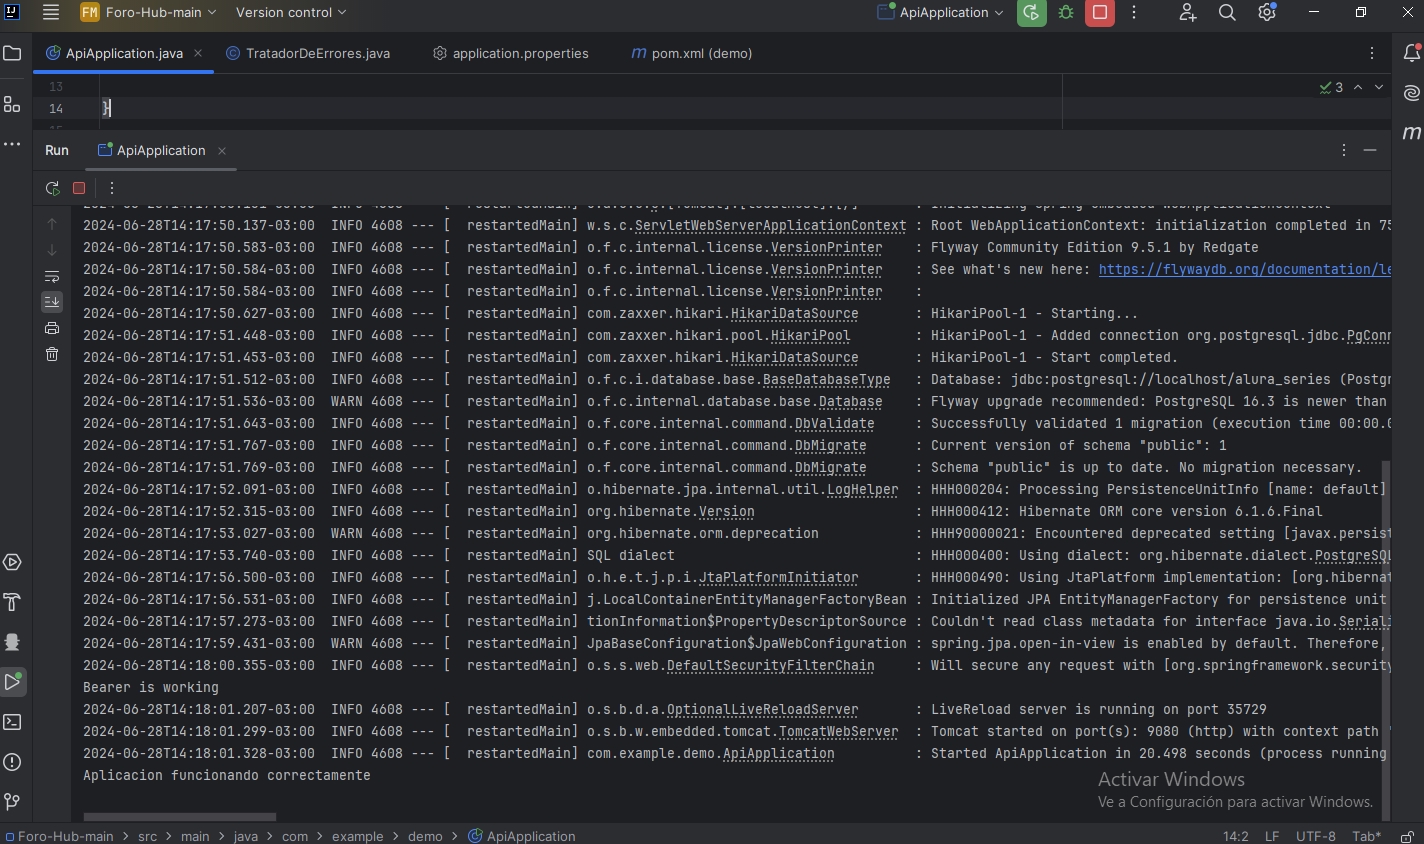 FM Foro-Hub-main Version control ApiApplication
ApiApplication.java TratadorDeErrores.java application.properties pom.xml (demo)
13
14 }
3
Run ApiApplication
2024-06-28T14:17:50.137-03:00 INFO 4608 --- [ restartedMain] w.s.c.ServletWebServerApplicationContext : Root WebApplicationContext: initialization completed in 75
2024-06-28T14:17:50.583-03:00 INFO 4608 --- [ restartedMain] o.f.c.internal.license.VersionPrinter : Flyway Community Edition 9.5.1 by Redgate
2024-06-28T14:17:50.584-03:00 INFO 4608 --- [ restartedMain] o.f.c.internal.license.VersionPrinter : See what's new here: https://flywaydb.org/documentation/le
2024-06-28T14:17:50.584-03:00 INFO 4608 --- [ restartedMain] o.f.c.internal.license.VersionPrinter :
2024-06-28T14:17:50.627-03:00 INFO 4608 --- [ restartedMain] com.zaxxer.hikari.HikariDataSource : HikariPool-1 - Starting...
2024-06-28T14:17:51.448-03:00 INFO 4608 --- [ restartedMain] com.zaxxer.hikari.pool.HikariPool : HikariPool-1 - Added connection org.postgresql.jdbc.PgConn
2024-06-28T14:17:51.453-03:00 INFO 4608 --- [ restartedMain] com.zaxxer.hikari.HikariDataSource : HikariPool-1 - Start completed.
2024-06-28T14:17:51.512-03:00 INFO 4608 --- [ restartedMain] o.f.c.i.database.base.BaseDatabaseType : Database: jdbc:postgresql://localhost/alura_series (Postgr
2024-06-28T14:17:51.536-03:00 WARN 4608 --- [ restartedMain] o.f.c.internal.database.base.Database : Flyway upgrade recommended: PostgreSQL 16.3 is newer than
2024-06-28T14:17:51.643-03:00 INFO 4608 --- [ restartedMain] o.f.core.internal.command.DbValidate : Successfully validated 1 migration (execution time 00:00.0
2024-06-28T14:17:51.767-03:00 INFO 4608 --- [ restartedMain] o.f.core.internal.command.DbMigrate : Current version of schema "public": 1
2024-06-28T14:17:51.769-03:00 INFO 4608 --- [ restartedMain] o.f.core.internal.command.DbMigrate : Schema "public" is up to date. No migration necessary.
2024-06-28T14:17:52.091-03:00 INFO 4608 --- [ restartedMain] o.hibernate.jpa.internal.util.LogHelper : HHH000204: Processing PersistenceUnitInfo [name: default]
2024-06-28T14:17:52.315-03:00 INFO 4608 --- [ restartedMain] org.hibernate.Version : HHH000412: Hibernate ORM core version 6.1.6.Final
2024-06-28T14:17:53.027-03:00 WARN 4608 --- [ restartedMain] org.hibernate.orm.deprecation : HHH90000021: Encountered deprecated setting [javax.persist
2024-06-28T14:17:53.740-03:00 INFO 4608 --- [ restartedMain] SQL dialect : HHH000400: Using dialect: org.hibernate.dialect.PostgreSQL
2024-06-28T14:17:56.500-03:00 INFO 4608 --- [ restartedMain] o.h.e.t.j.p.i.JtaPlatformInitiator : HHH000490: Using JtaPlatform implementation: [org.hibernat
2024-06-28T14:17:56.531-03:00 INFO 4608 --- [ restartedMain] j.LocalContainerEntityManagerFactoryBean : Initialized JPA EntityManagerFactory for persistence unit
2024-06-28T14:17:57.273-03:00 INFO 4608 --- [ restartedMain] tionInformation$PropertyDescriptorSource : Couldn't read class metadata for interface java.io.Seriali
2024-06-28T14:17:59.431-03:00 WARN 4608 --- [ restartedMain] JpaBaseConfiguration$JpaWebConfiguration : spring.jpa.open-in-view is enabled by default. Therefore,
2024-06-28T14:18:00.355-03:00 INFO 4608 --- [ restartedMain] o.s.s.web.DefaultSecurityFilterChain : Will secure any request with [org.springframework.security
Bearer is working
2024-06-28T14:18:01.207-03:00 INFO 4608 --- [ restartedMain] o.s.b.d.a.OptionalLiveReloadServer : LiveReload server is running on port 35729
2024-06-28T14:18:01.299-03:00 INFO 4608 --- [ restartedMain] o.s.b.w.embedded.tomcat.TomcatWebServer : Tomcat started on port(s): 9080 (http) with context path '
2024-06-28T14:18:01.328-03:00 INFO 4608 --- [ restartedMain] com.example.demo.ApiApplication : Started ApiApplication in 20.498 seconds (process running
Aplicacion funcionando correctamente
Activar Windows
Ve a Configuración para activar Windows.
Foro-Hub-main > src > main > java > com > example > demo > ApiApplication 14:2 LF UTF-8 Tab*